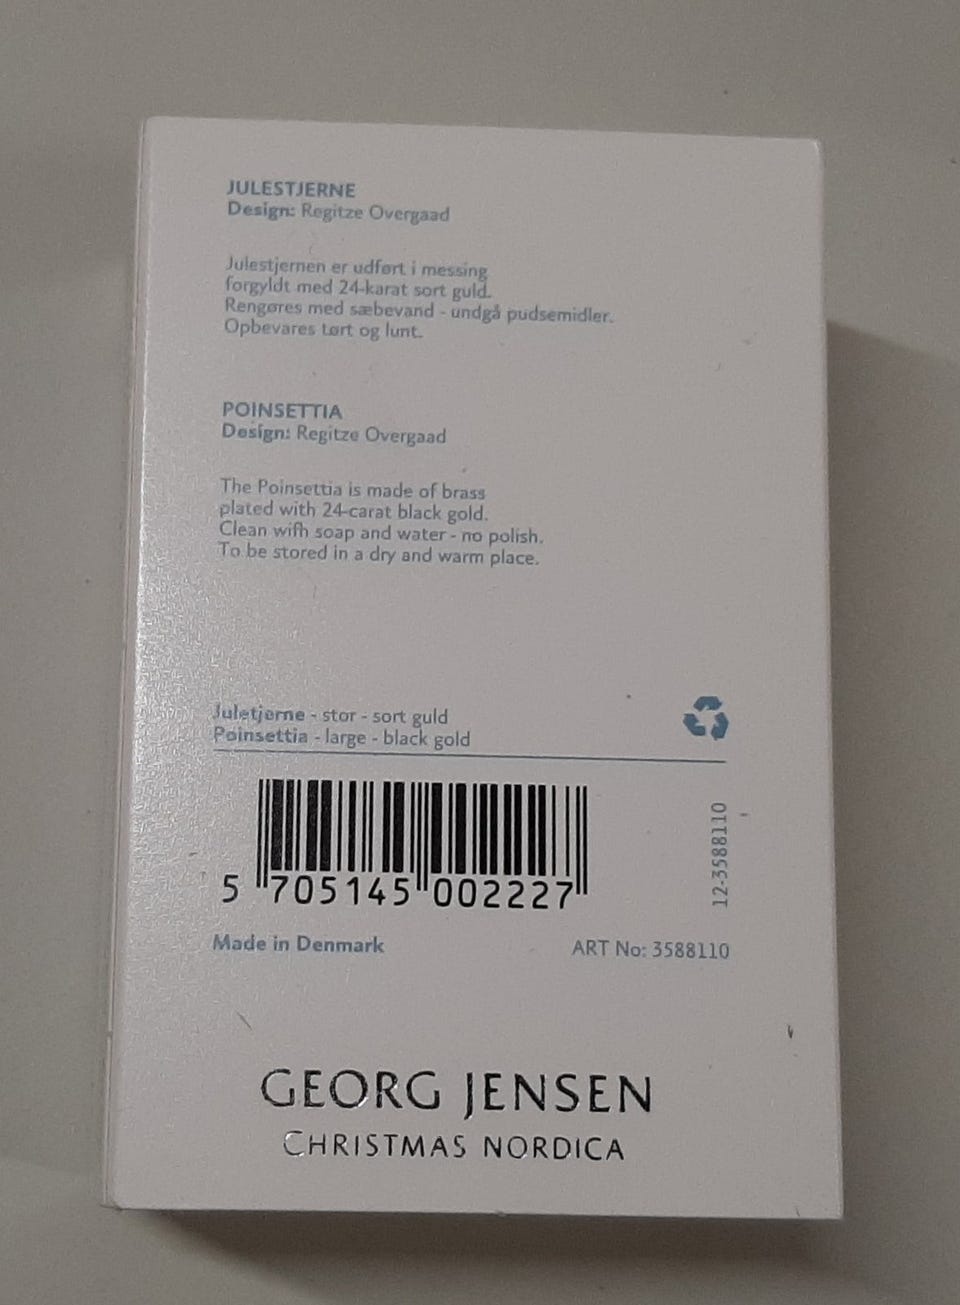 JULESTJERNE
Design: Regitze Overgaad
Julestjernen er udført i messing
forgyldt med 24-karat sort guld.
Rengøres med sæbevand - undgå pudsemidler.
Opbevares tørt og lunt.
POINSETTIA
Design: Regitze Overgaad
The Poinsettia is made of brass
plated with 24-carat black gold.
Clean wifh soap and water - no polish.
To be stored in a dry and warm place.
Juletjerne - stor - sort guld
Poinsettia - large - black gold
5 705145 002227
12-3588110
Made in Denmark
ART No: 3588110
GEORG JENSEN
CHRISTMAS NORDICA